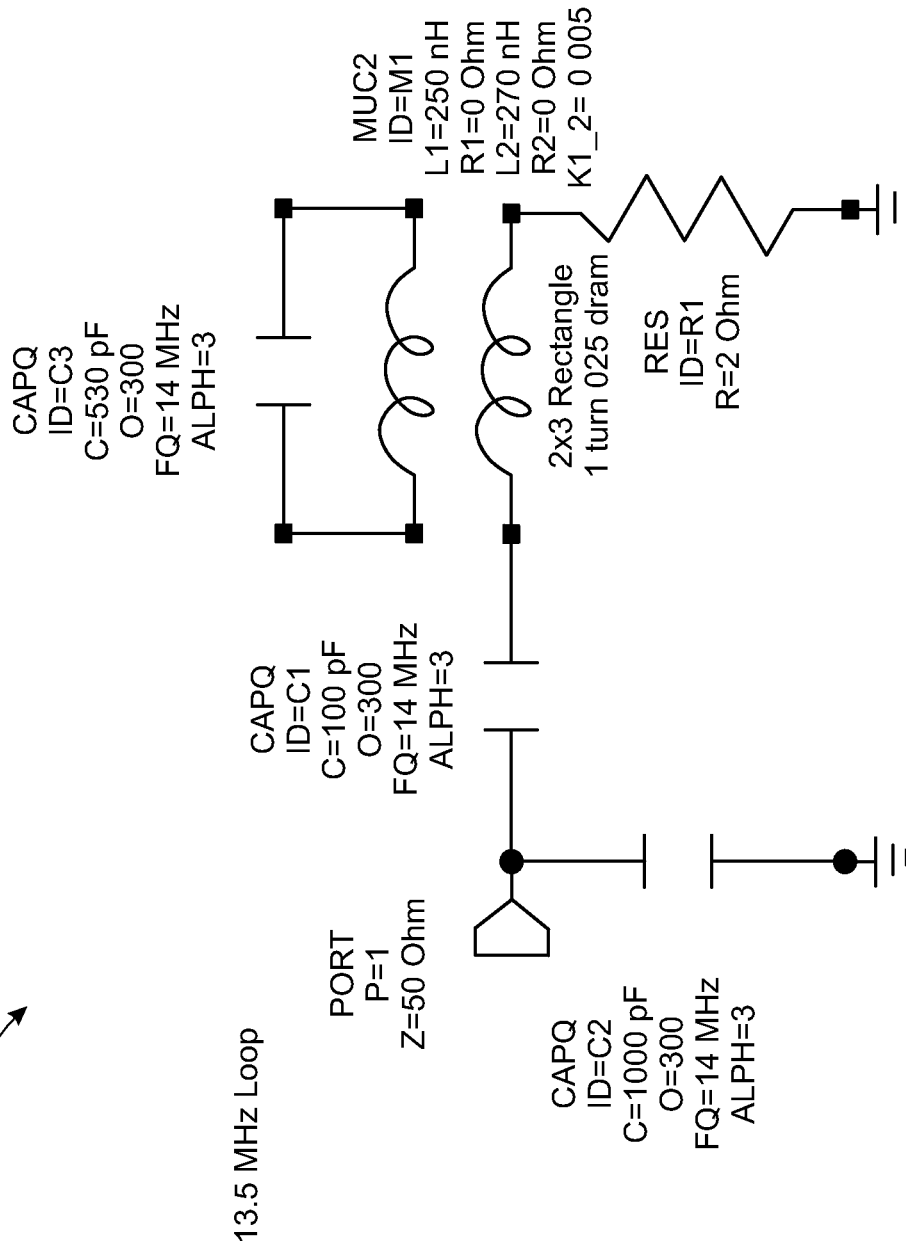 13.5 MHz Loop
CAPQ
ID=C3
C=530 pF
O=300
FQ=14 MHz
ALPH=3
MUC2
ID=M1
L1=250 nH
R1=0 Ohm
L2=270 nH
R2=0 Ohm
K1_2= 0 005
CAPQ
ID=C1
C=100 pF
O=300
FQ=14 MHz
ALPH=3
2x3 Rectangle
1 turn 025 dram
RES
ID=R1
R=2 Ohm
PORT
P=1
Z=50 Ohm
CAPQ
ID=C2
C=1000 pF
O=300
FQ=14 MHz
ALPH=3